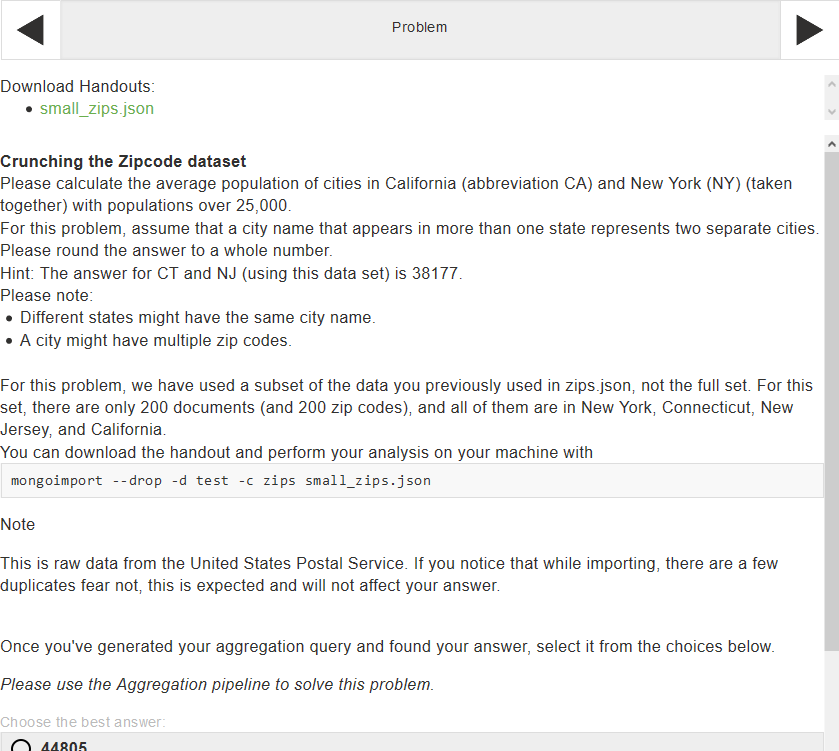 Problem
Download Handouts:
• small_zips.json
Crunching the Zipcode dataset
Please calculate the average population of cities in California (abbreviation CA) and New York (NY) (taken
together) with populations over 25,000.
For this problem, assume that a city name that appears in more than one state represents two separate cities.
Please round the answer to a whole number.
Hint: The answer for CT and NJ (using this data set) is 38177.
Please note:
• Different states might have the same city name.
• A city might have multiple zip codes.
For this problem, we have used a subset of the data you previously used in zips.json, not the full set. For this
set, there are only 200 documents (and 200 zip codes), and all of them are in New York, Connecticut, New
Jersey, and California.
You can download the handout and perform your analysis on your machine with
mongoimport --drop -d test -c zips small_zips.json
Note
This is raw data from the United States Postal Service. If you notice that while importing, there are a few
duplicates fear not, this is expected and will not affect your answer.
Once you've generated your aggregation query and found your answer, select it from the choices below.
Please use the Aggregation pipeline to solve this problem.
Choose the best answer:
44805